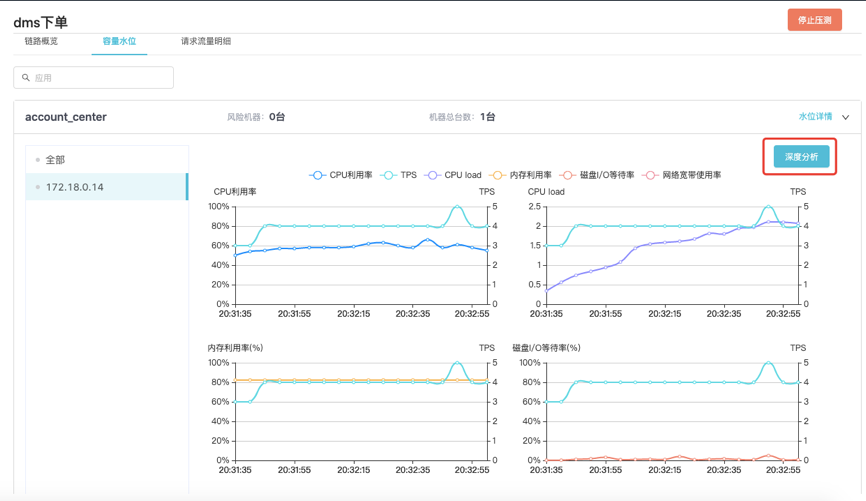 dms下单
停止压测
链路概览 容量水位 请求流量明细
应用
account_center 风险机器: 0台 机器总台数: 1台 水位详情
全部
172.18.0.14
深度分析
CPU利用率 TPS CPU load 内存利用率 磁盘I/O等待率 网络宽带使用率
CPU利用率 TPS
100% 5
80% 4
60% 3
40% 2
20% 1
0% 0
20:31:35 20:31:55 20:32:15 20:32:35 20:32:55
CPU load TPS
2.5 5
2 4
1.5 3
1 2
0.5 1
0 0
20:31:35 20:31:55 20:32:15 20:32:35 20:32:55
内存利用率(%) TPS
100% 5
80% 4
60% 3
40% 2
20% 1
0% 0
20:31:35 20:31:55 20:32:15 20:32:35 20:32:55
磁盘I/O等待率(%) TPS
100% 5
80% 4
60% 3
40% 2
20% 1
0% 0
20:31:35 20:31:55 20:32:15 20:32:35 20:32:55